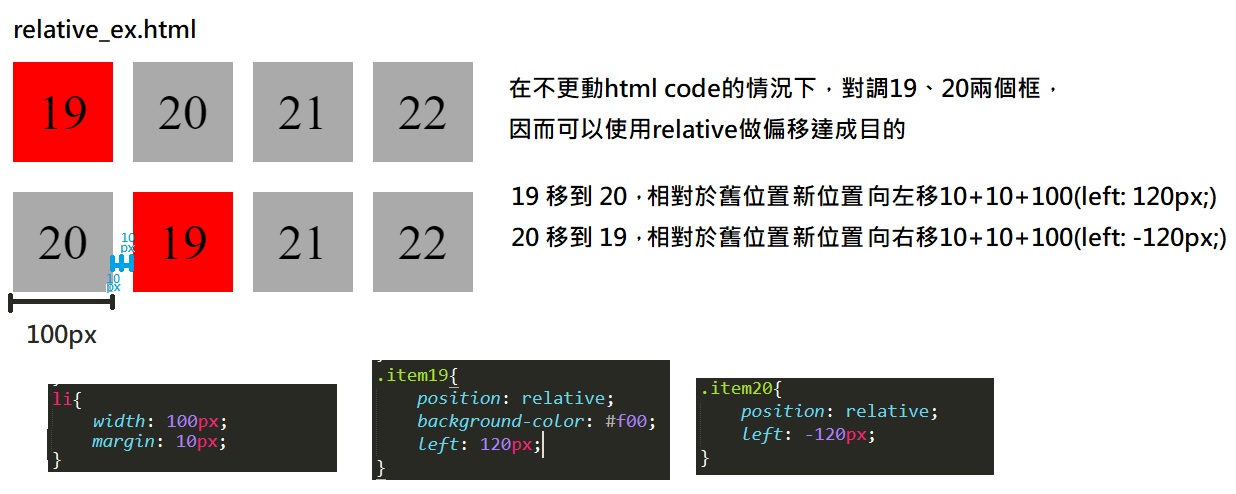 relative_ex.html
19 20 21 22
在不更動html code的情況下，對調19、20兩個框，
因而可以使用relative做偏移達成目的
19 移到 20，相對於舊位置 新位置 向左移10+10+100(left: 120px;)
20 移到 19，相對於舊位置 新位置 向右移10+10+100(left: -120px;)
20 19 21 22
10
px
10
px
100px
li{
width: 100px;
margin: 10px;
}
.item19{
position: relative;
background-color: #f00;
left: 120px;
}
.item20{
position: relative;
left: -120px;
}